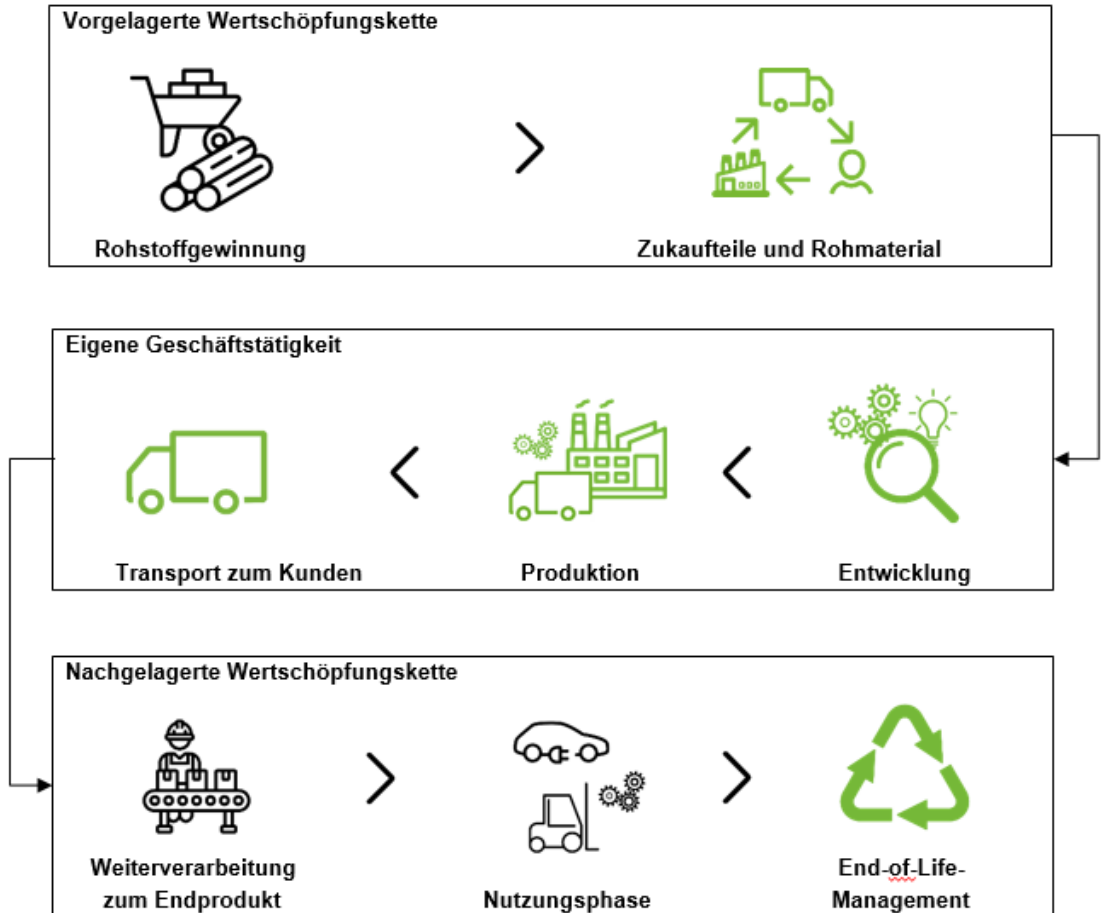 Vorgelagerte Wertschöpfungskette
Rohstoffgewinnung
Zukaufteile und Rohmaterial
Eigene Geschäftstätigkeit
Transport zum Kunden
Produktion
Entwicklung
Nachgelagerte Wertschöpfungskette
Weiterverarbeitung
zum Endprodukt
Nutzungsphase
End-of-Life-
Management